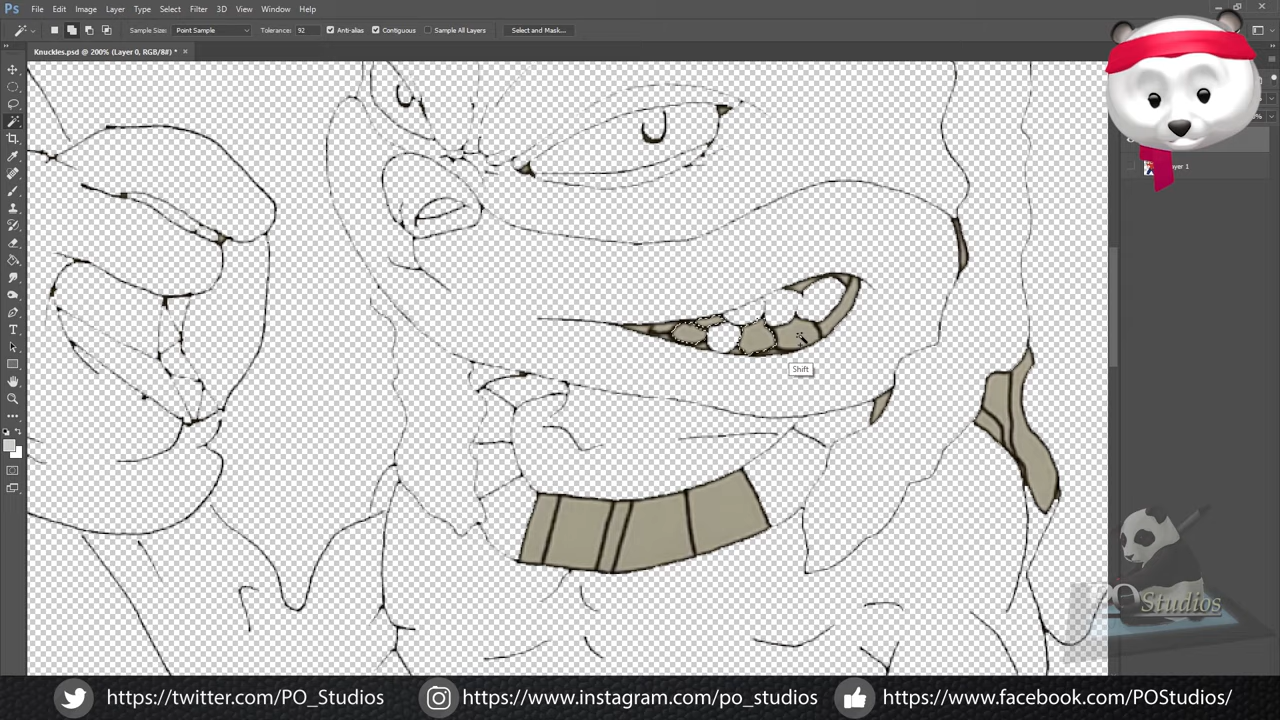 Ps File Edit Image Layer Type Select Filter 3D View Window Help
Sample Size: Point Sample Tolerance: 92 Anti-alias Contiguous Sample All Layers Select and Mask...
Knuckles.psd @ 200% (Layer 0, RGB/8#) * ×
Shift
PO Studios
https://twitter.com/PO_Studios https://www.instagram.com/po_studios https://www.facebook.com/POStudios/